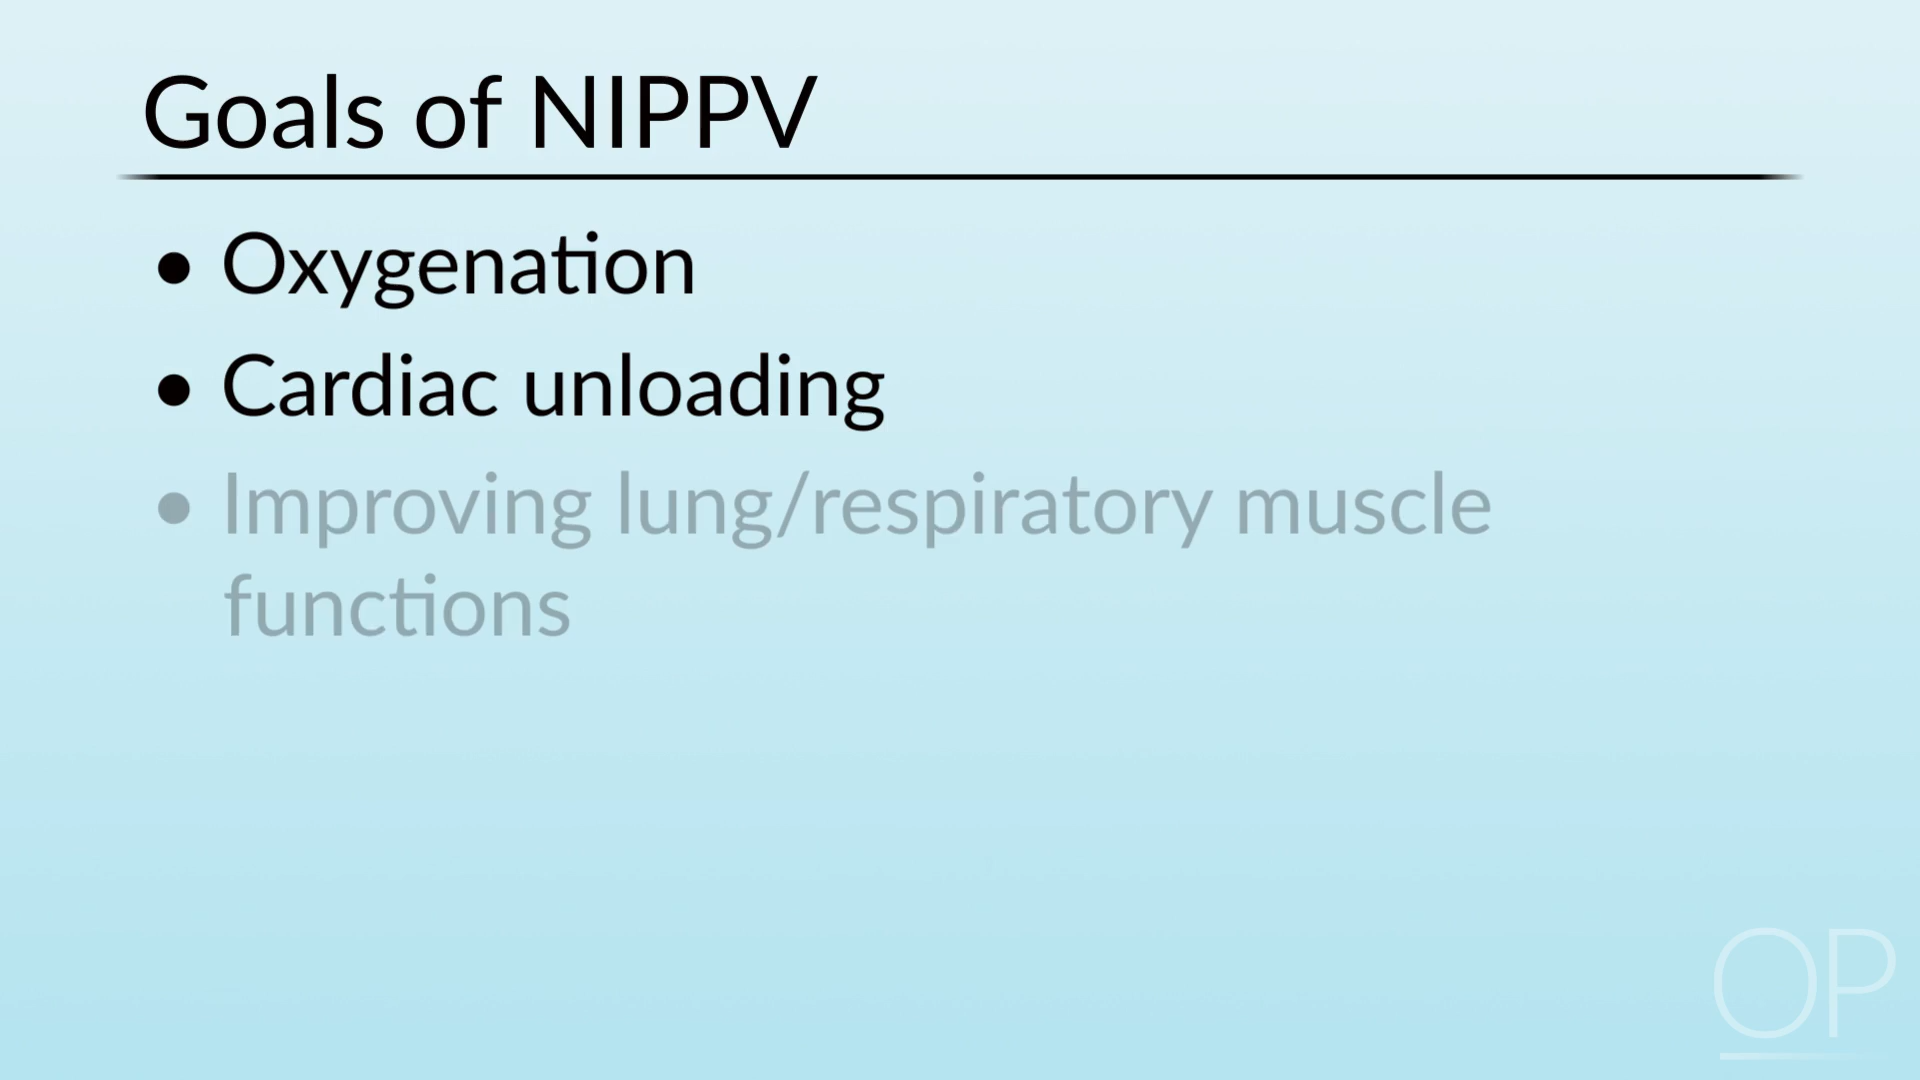 Goals of NIPPV
• Oxygenation
• Cardiac unloading
• Improving lung/respiratory muscle
functions
OP